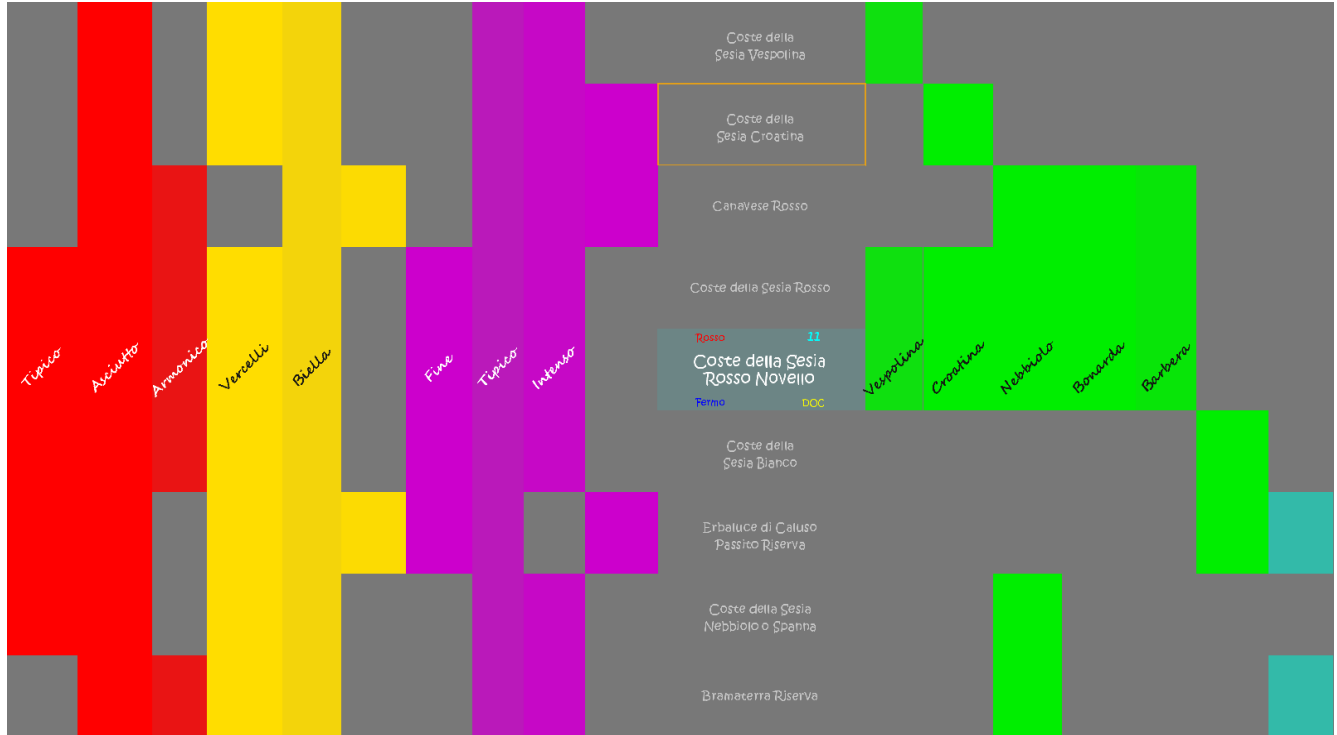 Coste della
Sesia Vespolina
Coste della
Sesia Croatina
Canavese Rosso
Coste della Sesia Rosso
Tipico
Asciutto
Armonico
Vercelli
Biella
Fine
Tipico
Intenso
Rosso 11
Coste della Sesia
Rosso Novello
Fermo DOC
Vespolina
Croatina
Nebbiolo
Bonarda
Barbera
Coste della
Sesia Bianco
Erbaluce di Caluso
Passito Riserva
Coste della Sesia
Nebbiolo o Spanna
Bramaterra Riserva